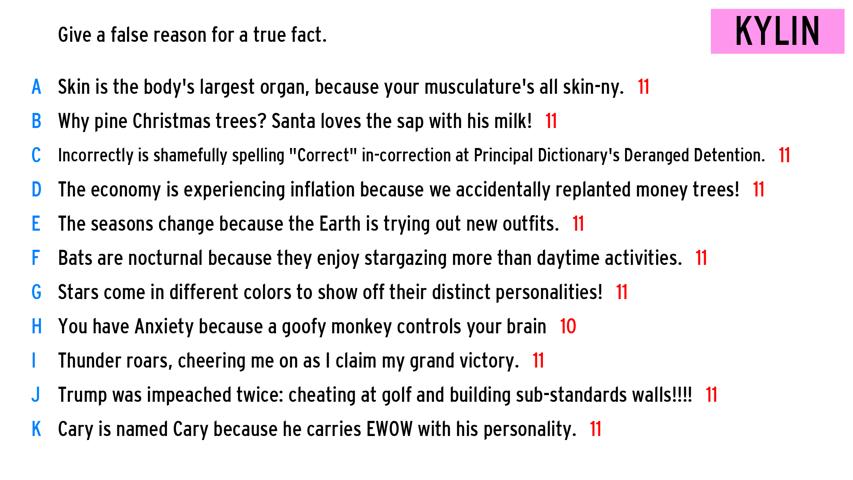 Give a false reason for a true fact.
KYLIN
A Skin is the body's largest organ, because your musculature's all skin-ny. 11
B Why pine Christmas trees? Santa loves the sap with his milk! 11
C Incorrectly is shamefully spelling "Correct" in-correction at Principal Dictionary's Deranged Detention. 11
D The economy is experiencing inflation because we accidentally replanted money trees! 11
E The seasons change because the Earth is trying out new outfits. 11
F Bats are nocturnal because they enjoy stargazing more than daytime activities. 11
G Stars come in different colors to show off their distinct personalities! 11
H You have Anxiety because a goofy monkey controls your brain 10
I Thunder roars, cheering me on as I claim my grand victory. 11
J Trump was impeached twice: cheating at golf and building sub-standards walls!!!! 11
K Cary is named Cary because he carries EWOW with his personality. 11